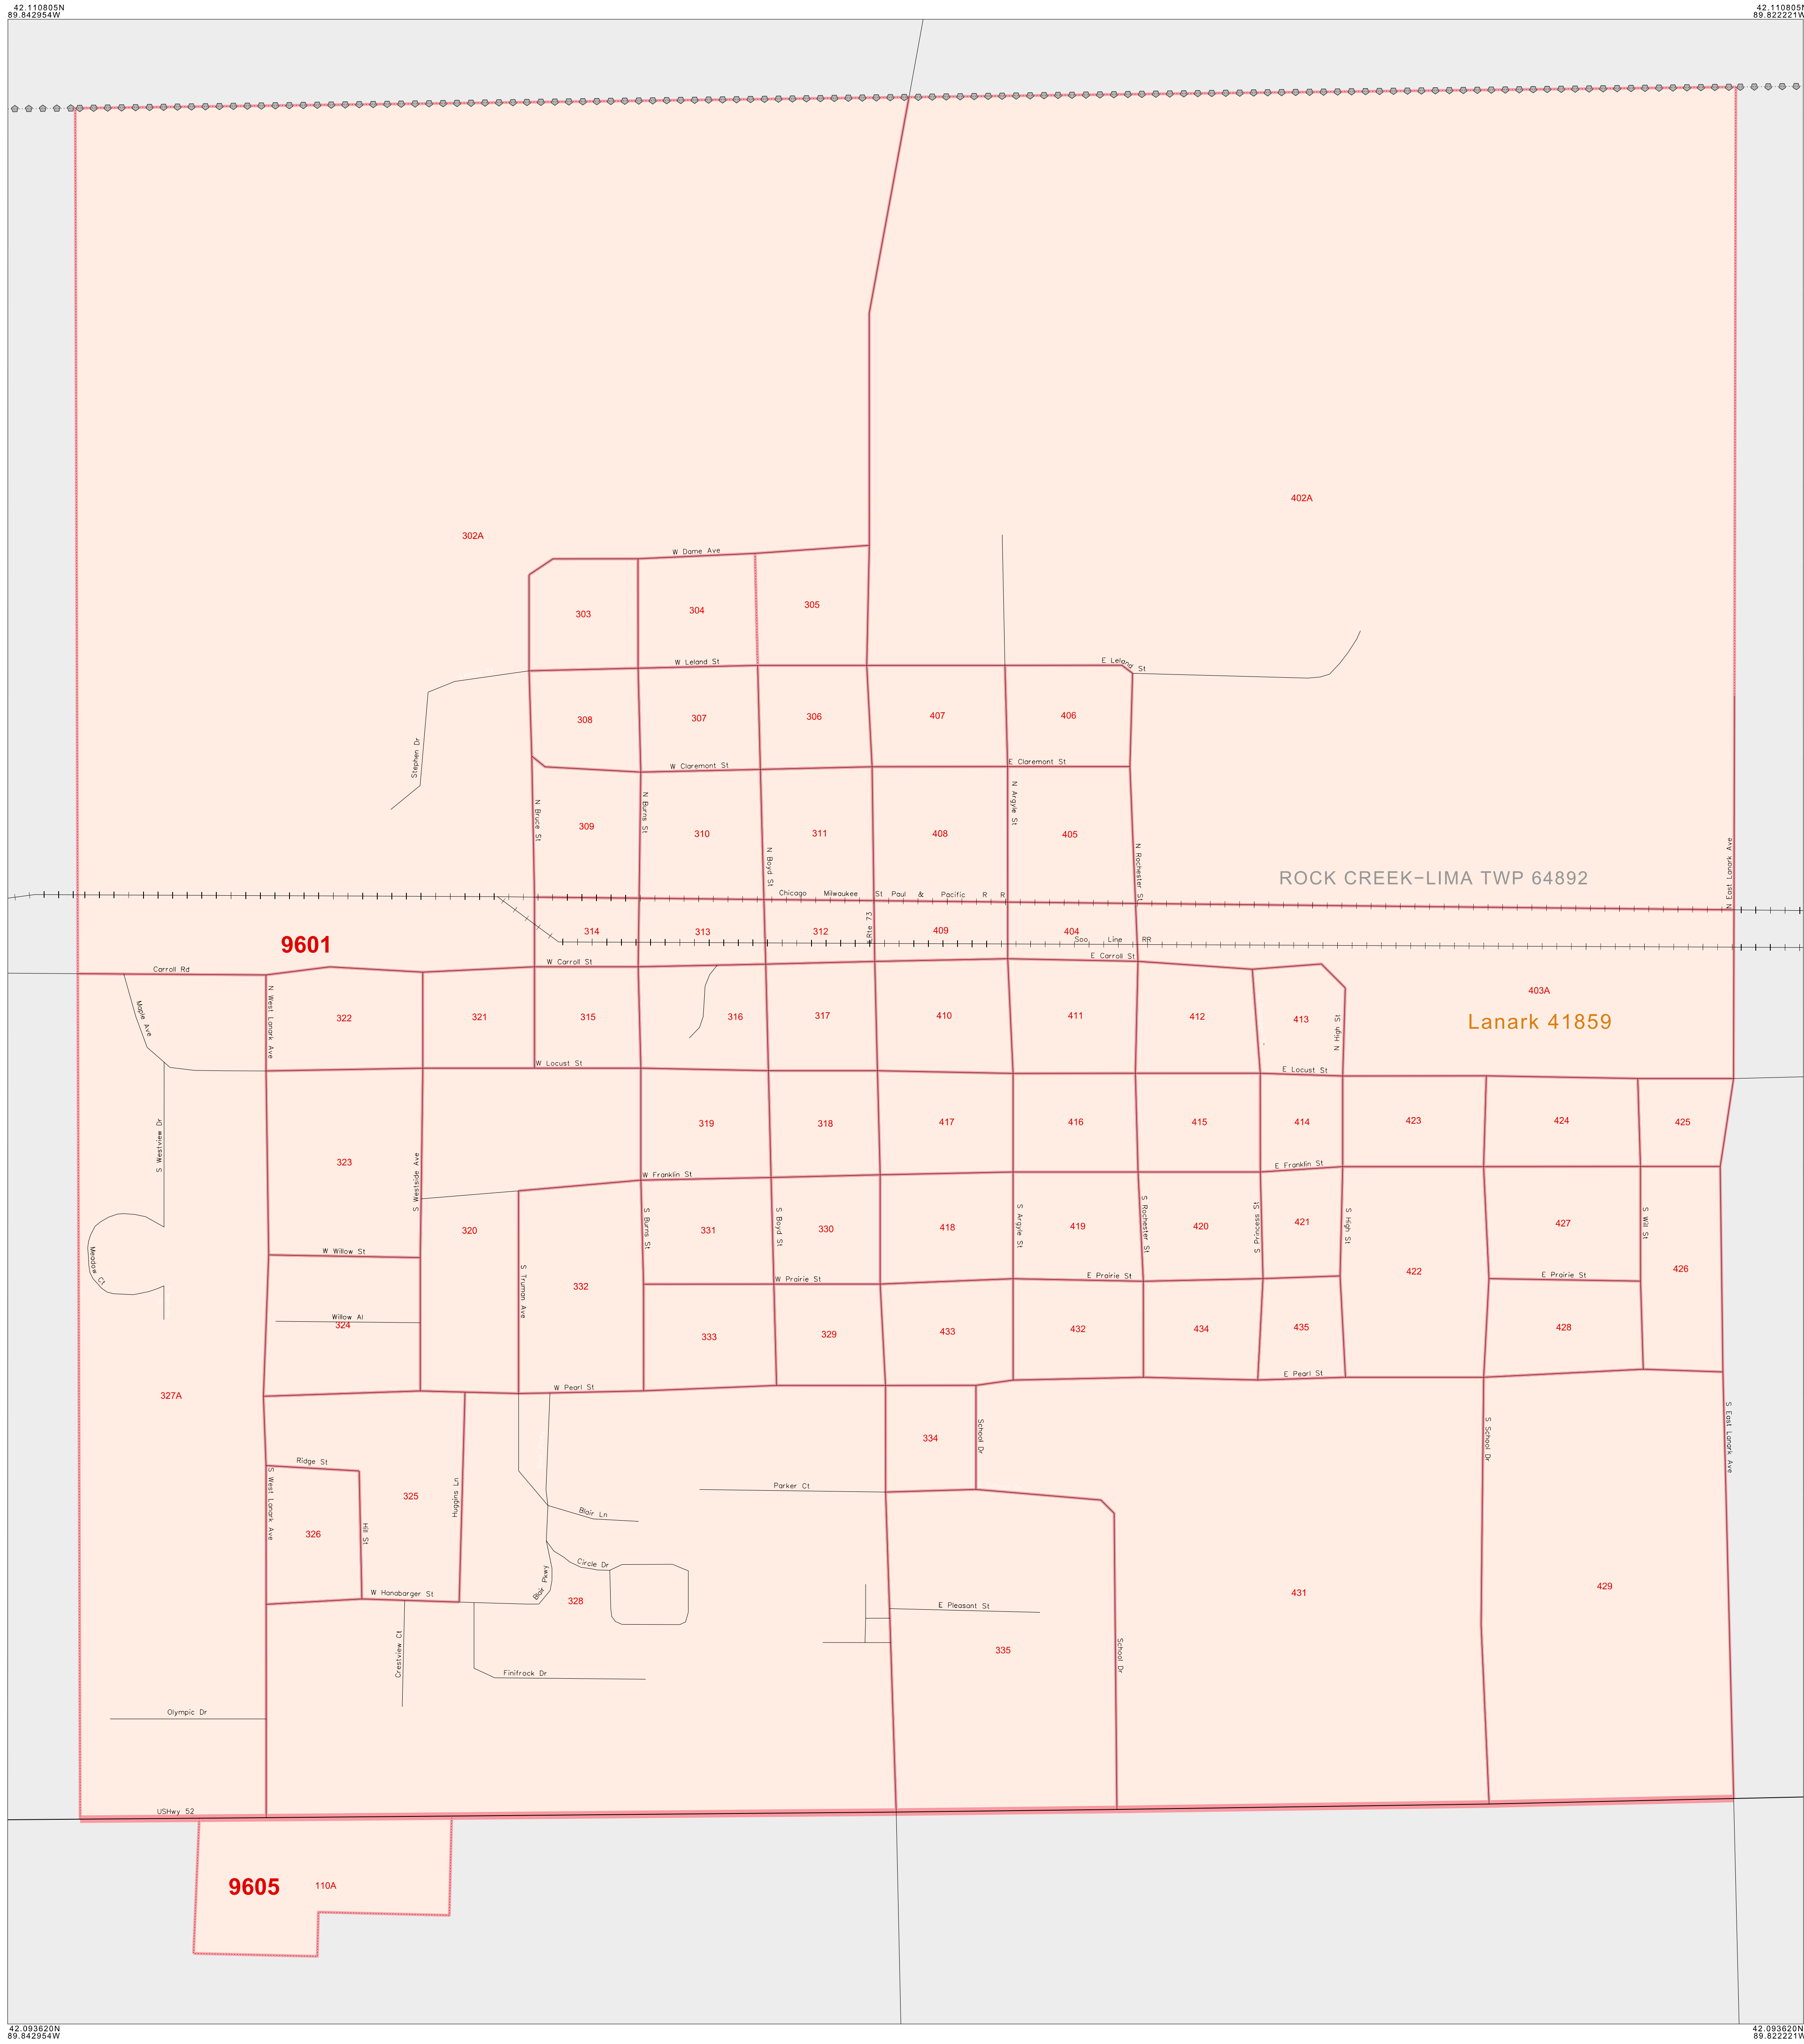 42.110805N
89.842954W
42.110805N
89.822221W
402A
302A
W Dame Ave
303
304
305
W Leland St
E Leland St
308
307
306
407
406
Stephen Dr
W Claremont St
E Claremont St
N Bruce St
N Burns St
N Boyd St
N Argyle St
N Rochester St
N East Lanark Ave
309
310
311
408
405
ROCK CREEK-LIMA TWP 64892
Chicago Milwaukee St Paul & Pacific R R
314
313
312
Rte 73
409
404
Soo Line RR
9601
Carroll Rd
W Carroll St
E Carroll St
403A
Lanark 41859
Maple Ave
N West Lanark Ave
322
321
315
316
317
410
411
412
413
N High St
W Locust St
E Locust St
319
318
417
416
415
414
423
424
425
S Westview Dr
323
S Westside Ave
W Franklin St
E Franklin St
320
S Burns St
331
S Boyd St
330
418
S Argyle St
419
S Rochester St
420
S Princess St
421
S High St
422
427
S Wilt St
426
Meadow Ct
W Willow St
S Truman Ave
332
W Prairie St
E Prairie St
E Prairie St
Willow Al
324
333
329
433
432
434
435
428
327A
W Pearl St
E Pearl St
334
School Dr
S School Dr
S East Lanark Ave
Ridge St
S West Lanark Ave
325
Huggins Ln
326
Hill St
Parker Ct
Blair Ln
Circle Dr
Blair Pkwy
W Hanabarger St
328
E Pleasant St
431
429
335
School Dr
Crestview Ct
Finifrock Dr
Olympic Dr
USHwy 52
9605
110A
42.093620N
89.842954W
42.093620N
89.822221W